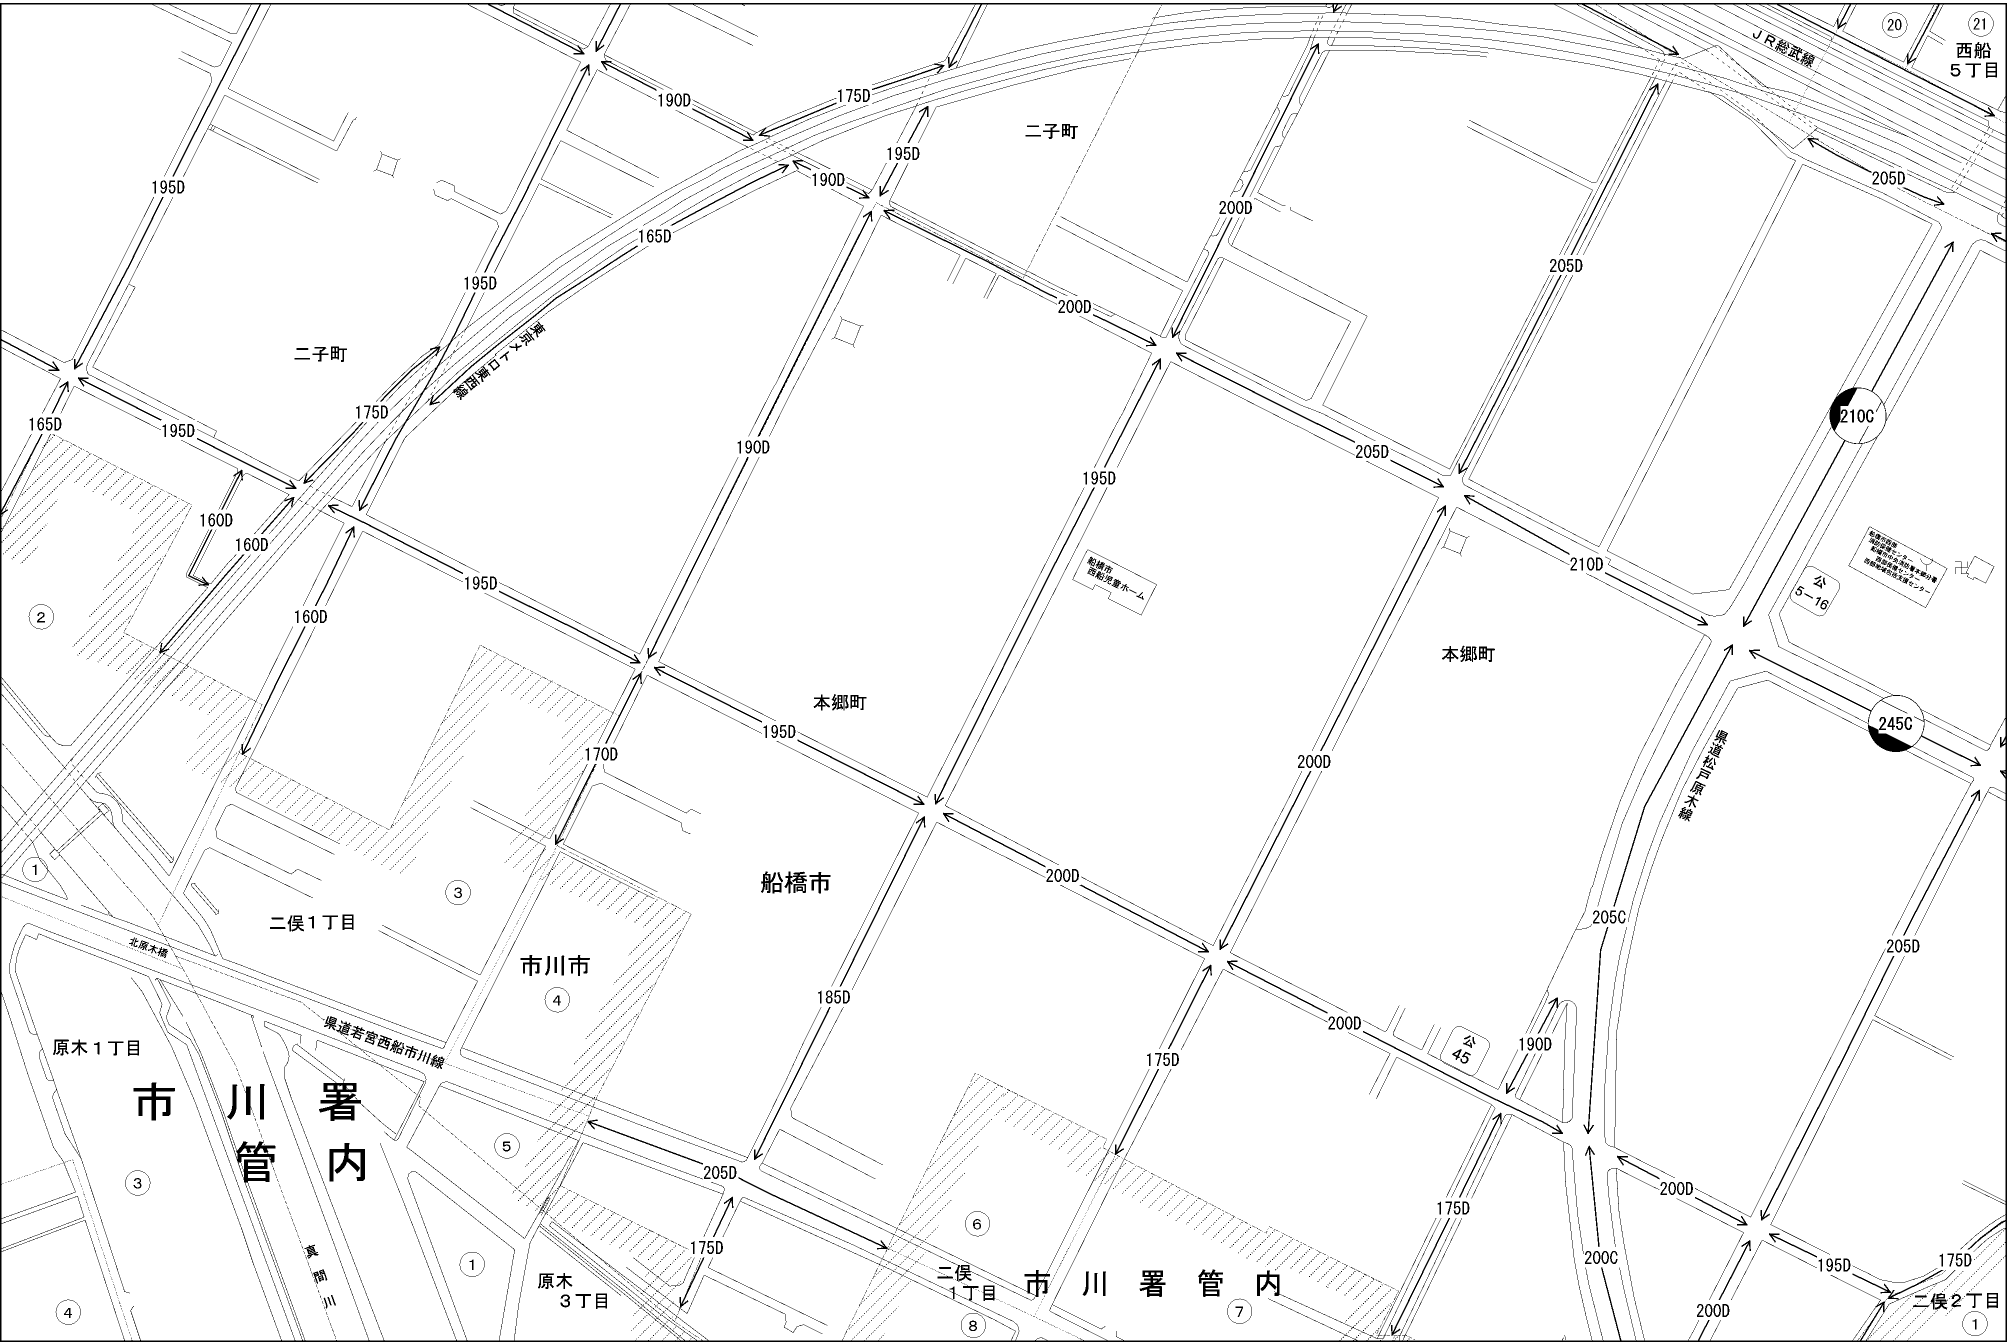 20
21
西船
5丁目
JR総武線
190D
175D
195D
二子町
190D
195D
205D
165D
200D
195D
205D
200D
東京メトロ東西線
二子町
175D
165D
195D
210C
205D
190D
195D
160D
160D
210D
195D
160D
船橋市
西船児童ホーム
公
5-16
2
本郷町
本郷町
195D
170D
200D
245C
県道松戸原木線
1
3
船橋市
200D
205C
205D
二俣1丁目
北原木橋
市川市
4
185D
県道若宮西船市川線
原木1丁目
200D
公
45
190D
175D
市川署
管内
5
3
205D
200D
175D
6
175D
1
真間川
200C
195D
175D
原木
3丁目
二俣
1丁目
市川署管内
7
8
4
200D
二俣2丁目
1